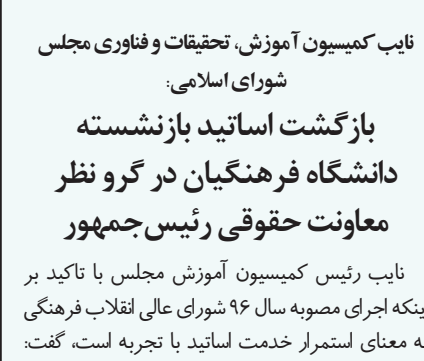 نایب کمیسیون آموزش، تحقیقات و فناوری مجلس
شورای اسلامی:
بازگشت اساتید بازنشسته
دانشگاه فرهنگیان در گرو نظر
معاونت حقوقی رئیس‌جمهور
نایب رئیس کمیسیون آموزش مجلس با تاکید بر
ینکه اجرای مصوبه سال ۹۶ شورای عالی انقلاب فرهنگی
ه معنای استمرار خدمت اساتید با تجربه است، گفت: